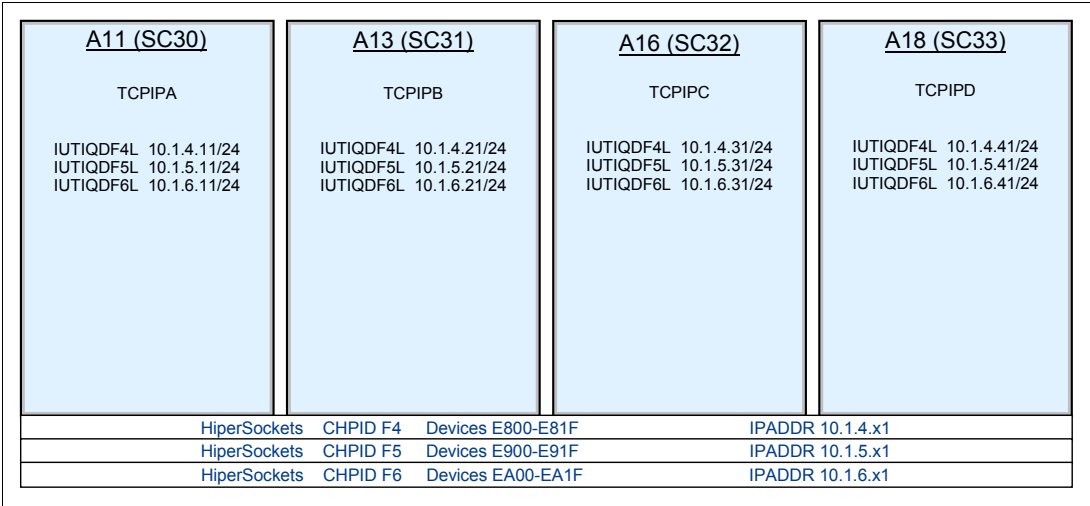 A11 (SC30)
TCPIPA
IUTIQDF4L 10.1.4.11/24
IUTIQDF5L 10.1.5.11/24
IUTIQDF6L 10.1.6.11/24
A13 (SC31)
TCPIPB
IUTIQDF4L 10.1.4.21/24
IUTIQDF5L 10.1.5.21/24
IUTIQDF6L 10.1.6.21/24
A16 (SC32)
TCPIPC
IUTIQDF4L 10.1.4.31/24
IUTIQDF5L 10.1.5.31/24
IUTIQDF6L 10.1.6.31/24
A18 (SC33)
TCPIPD
IUTIQDF4L 10.1.4.41/24
IUTIQDF5L 10.1.5.41/24
IUTIQDF6L 10.1.6.41/24
HiperSockets CHPID F4 Devices E800-E81F IPADDR 10.1.4.x1
HiperSockets CHPID F5 Devices E900-E91F IPADDR 10.1.5.x1
HiperSockets CHPID F6 Devices EA00-EA1F IPADDR 10.1.6.x1